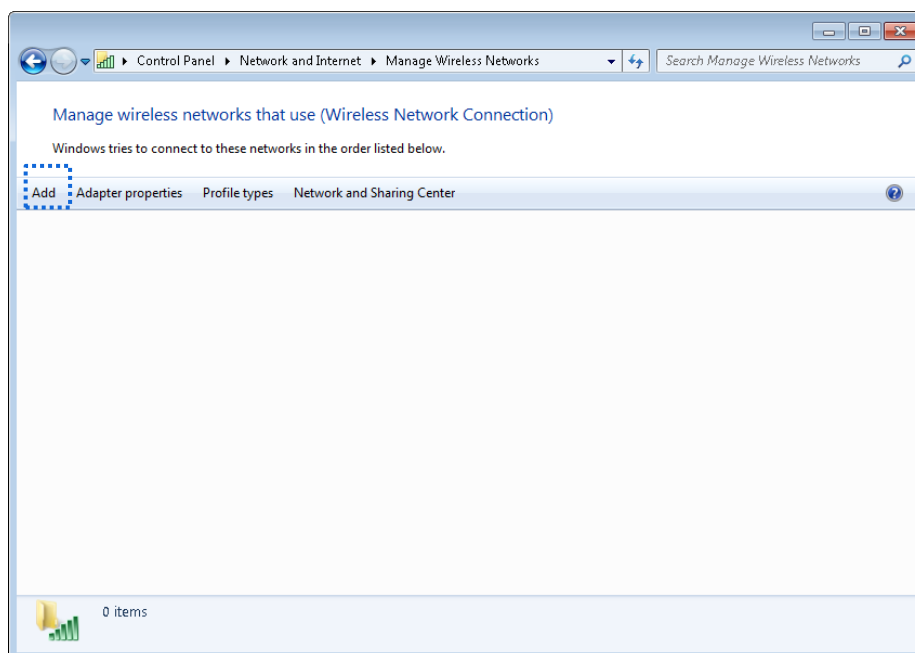 Control Panel Network and Internet Manage Wireless Networks Search Manage Wireless Networks
Manage wireless networks that use (Wireless Network Connection)
Windows tries to connect to these networks in the order listed below.
Add Adapter properties Profile types Network and Sharing Center ?
0 items